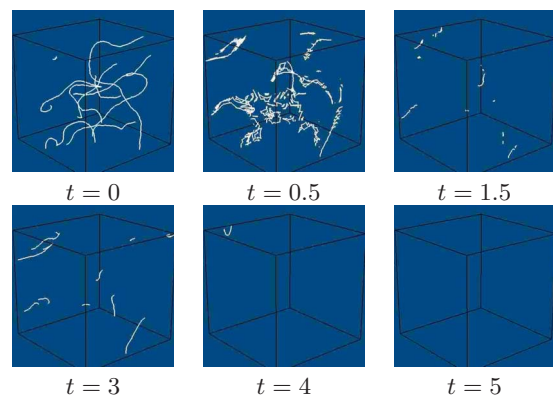 t = 0
t = 0.5
t = 1.5
t = 3
t = 4
t = 5